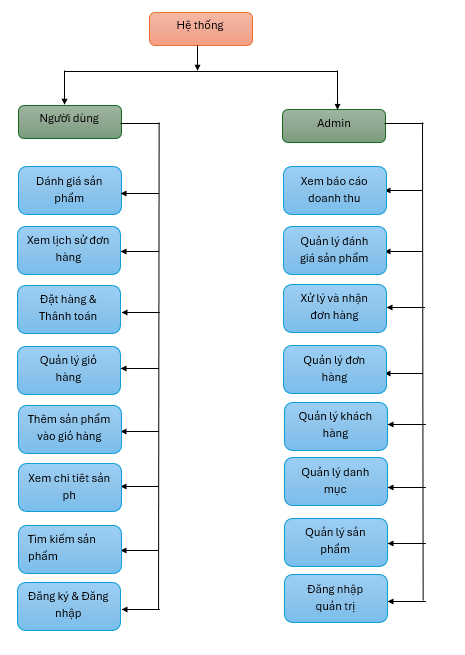 Hệ thống
Người dùng
Dánh giá sản
phẩm
Xem lịch sử đơn
hàng
Đặt hàng &
Thánh toán
Quản lý giỏ
hàng
Thêm sản phẩm
vào giỏ hàng
Xem chi tiêt sản
ph
Tìm kiếm sản
phẩm
Đăng ký & Đăng
nhập
Admin
Xem báo cáo
doanh thu
Quản lý đánh
giá sản phẩm
Xử lý và nhận
đơn hàng
Quản lý đơn
hàng
Quản lý khách
hàng
Quản lý danh
mục
Quản lý sản
phẩm
Đăng nhập
quản trị